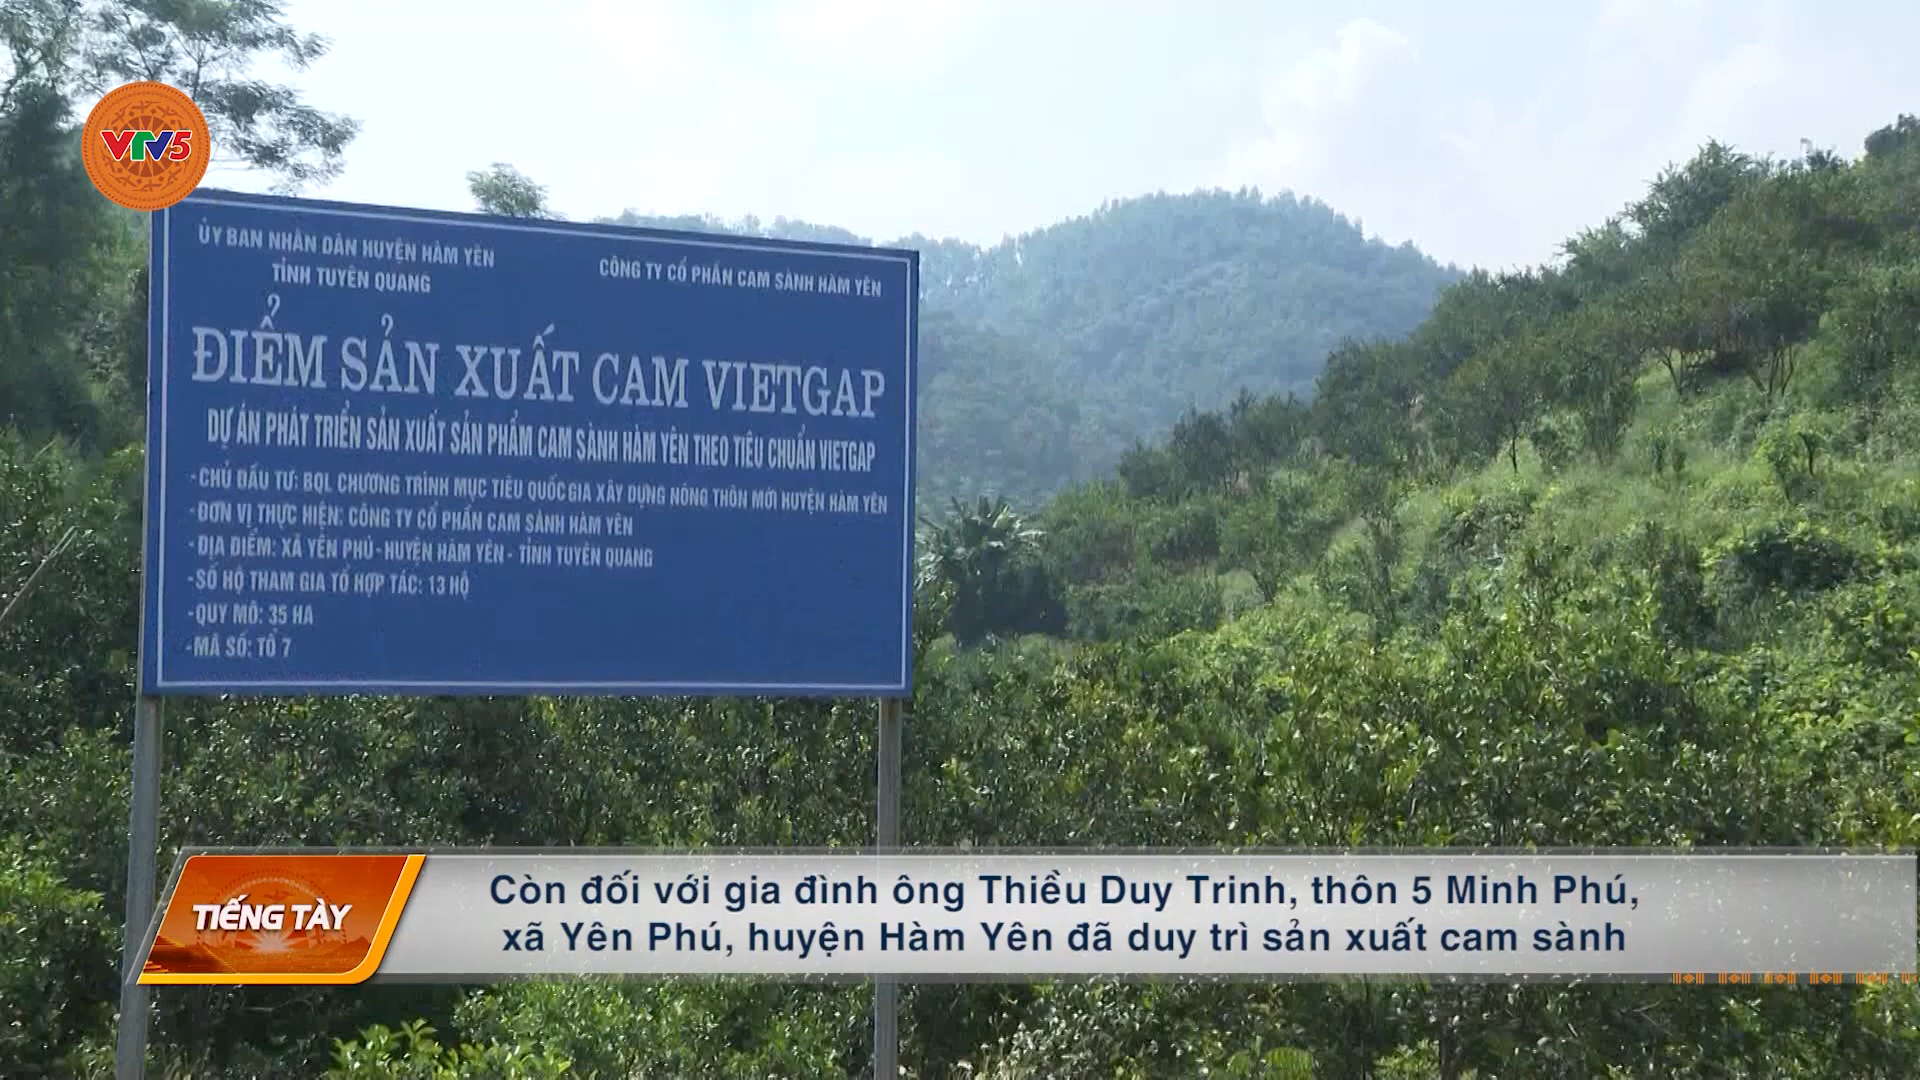 VTV5
ỦY BAN NHÂN DÂN HUYỆN HÀM YÊN
TỈNH TUYÊN QUANG
CÔNG TY CỔ PHẦN CAM SÀNH HÀM YÊN
ĐIỂM SẢN XUẤT CAM VIETGAP
DỰ ÁN PHÁT TRIỂN SẢN XUẤT SẢN PHẨM CAM SÀNH HÀM YÊN THEO TIÊU CHUẨN VIETGAP
-CHỦ ĐẦU TƯ: BQL CHƯƠNG TRÌNH MỤC TIÊU QUỐC GIA XÂY DỰNG NÔNG THÔN MỚI HUYỆN HÀM YÊN
-ĐƠN VỊ THỰC HIỆN: CÔNG TY CỔ PHẦN CAM SÀNH HÀM YÊN
-ĐỊA ĐIỂM: XÃ YÊN PHÚ-HUYỆN HÀM YÊN - TỈNH TUYÊN QUANG
-SỐ HỘ THAM GIA TỔ HỢP TÁC: 13 HỘ
-QUY MÔ: 35 HA
-MÃ SỐ: TỔ 7
TIẾNG TÀY
Còn đối với gia đình ông Thiều Duy Trinh, thôn 5 Minh Phú,
xã Yên Phú, huyện Hàm Yên đã duy trì sản xuất cam sành